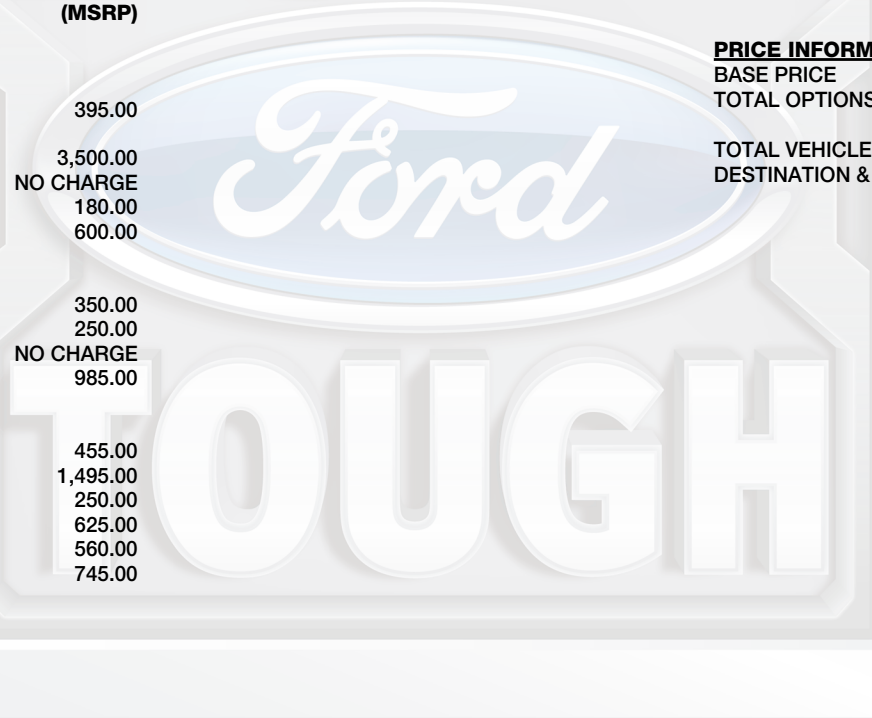 (MSRP)
395.00
3,500.00
NO CHARGE
180.00
600.00
350.00
250.00
NO CHARGE
985.00
455.00
1,495.00
250.00
625.00
560.00
745.00
PRICE INFORM
BASE PRICE
TOTAL OPTIONS
TOTAL VEHICLE
DESTINATION &
Ford
TOUGH